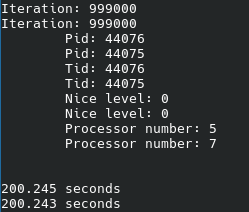 Iteration: 999000
Iteration: 999000
Pid: 44076
Pid: 44075
Tid: 44076
Tid: 44075
Nice level: 0
Nice level: 0
Processor number: 5
Processor number: 7
200.245 seconds
200.243 seconds